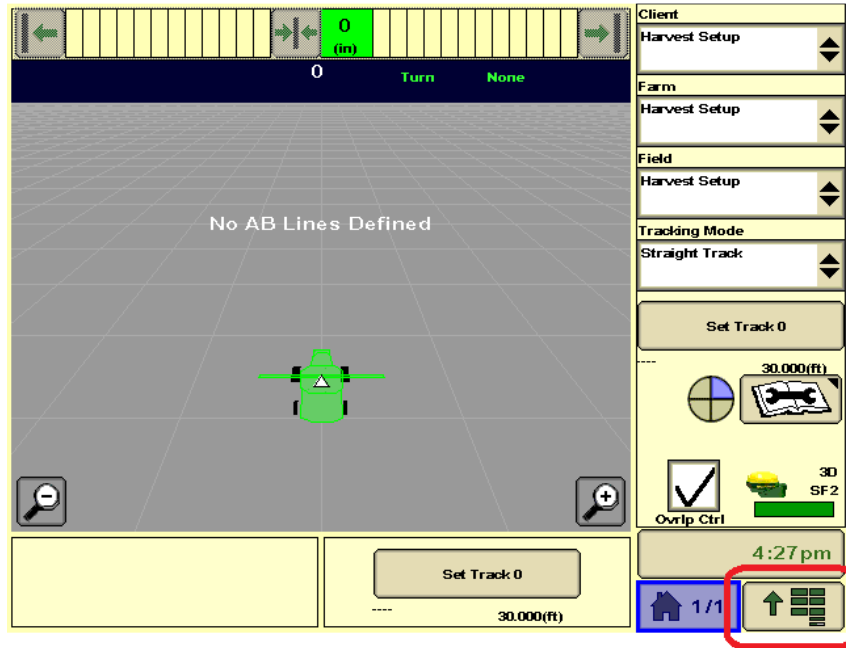 0
(in)
0
Turn
None
No AB Lines Defined
Set Track 0
----
30.000(ft)
Client
Harvest Setup
Farm
Harvest Setup
Field
Harvest Setup
Tracking Mode
Straight Track
Set Track 0
----
30.000(ft)
3D
SF2
Ovrlp Ctrl
4:27pm
1/1